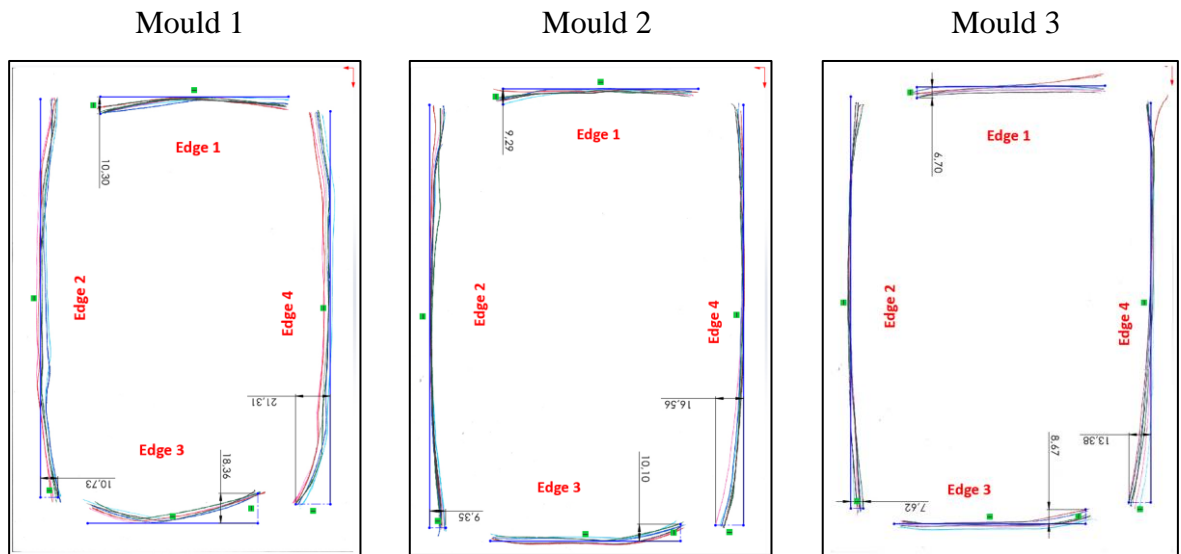 Mould 1
Mould 2
Mould 3
Edge 1
10,30
Edge 2
Edge 4
21,31
Edge 3
18,36
10,73
Edge 1
9,29
Edge 2
Edge 4
16,56
Edge 3
10,10
9,35
Edge 1
6,70
Edge 2
Edge 4
13,38
Edge 3
8,67
7,62